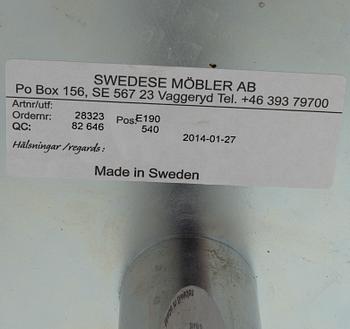 SWEDESE MÖBLER AB
Po Box 156, SE 567 23 Vaggeryd Tel. +46 393 79700
Artnr/utf:
Ordernr: 28323 Pos: E190
QC: 82 646 540 2014-01-27
Hälsningar /regards:
Made in Sweden